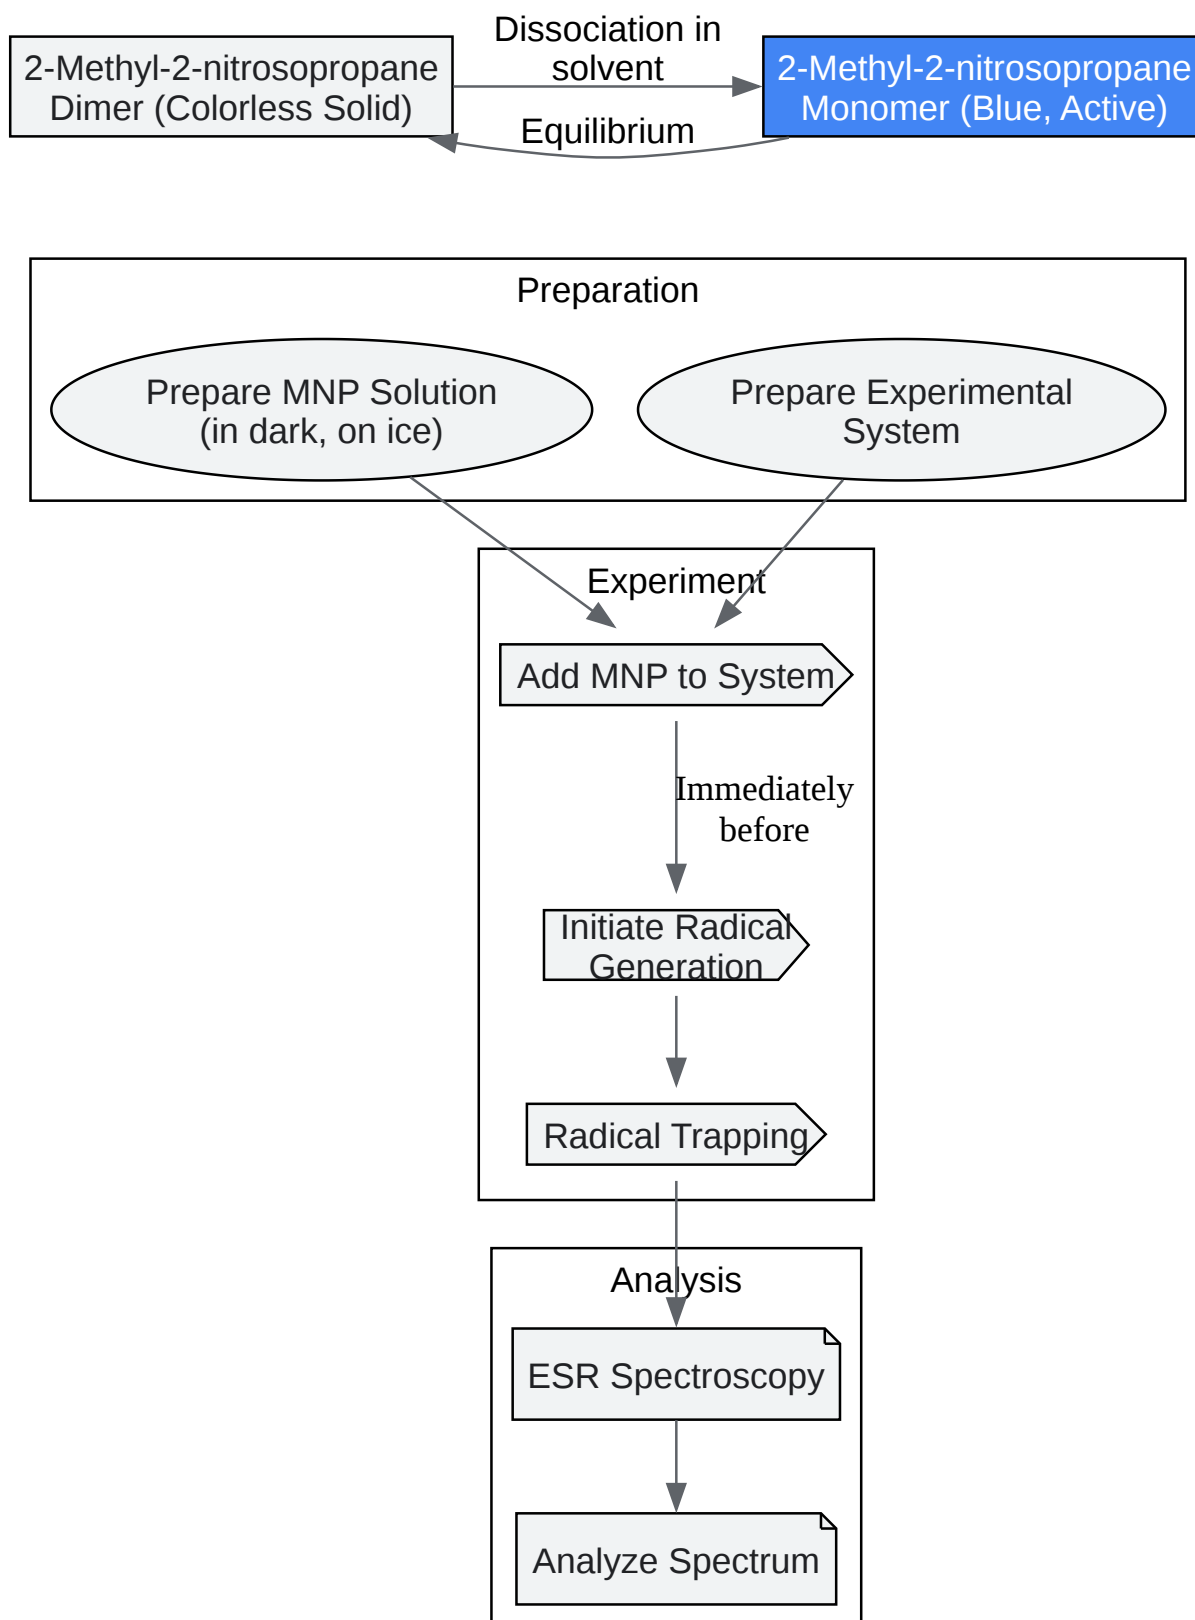 Dissociation in
solvent
2-Methyl-2-nitrosopropane
Dimer (Colorless Solid)
2-Methyl-2-nitrosopropane
Monomer (Blue, Active)
Equilibrium
Preparation
Prepare MNP Solution
(in dark, on ice)
Prepare Experimental
System
Experiment
Add MNP to System
Immediately
before
Initiate Radical
Generation
Radical Trapping
Analysis
ESR Spectroscopy
Analyze Spectrum